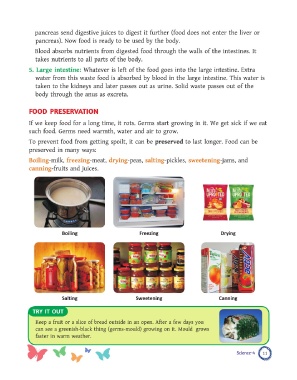 pancreas send digestive juices to digest it further (food does not enter the liver or
pancreas). Now food is ready to be used by the body.
Blood absorbs nutrients from digested food through the walls of the intestines. It
takes nutrients to all parts of the body.
5. Large intestine: Whatever is left of the food goes into the large intestine. Extra
water from this waste food is absorbed by blood in the large intestine. This water is
taken to the kidneys and later passes out as urine. Solid waste passes out of the
body through the anus as excreta.
FOOD PRESERVATION
If we keep food for a long time, it rots. Germs start growing in it. We get sick if we eat
such food. Germs need warmth, water and air to grow.
To prevent food from getting spoilt, it can be preserved to last longer. Food can be
preserved in many ways:
Boiling-milk, freezing-meat, drying-peas, salting-pickles, sweetening-jams, and
canning-fruits and juices.
Boiling Freezing Drying
Salting Sweetening Canning
TRY IT OUT
Keep a fruit or a slice of bread outside in an open. After a few days you
can see a greenish-black thing (germs-mould) growing on it. Mould grows
faster in warm weather.
Science-4 11